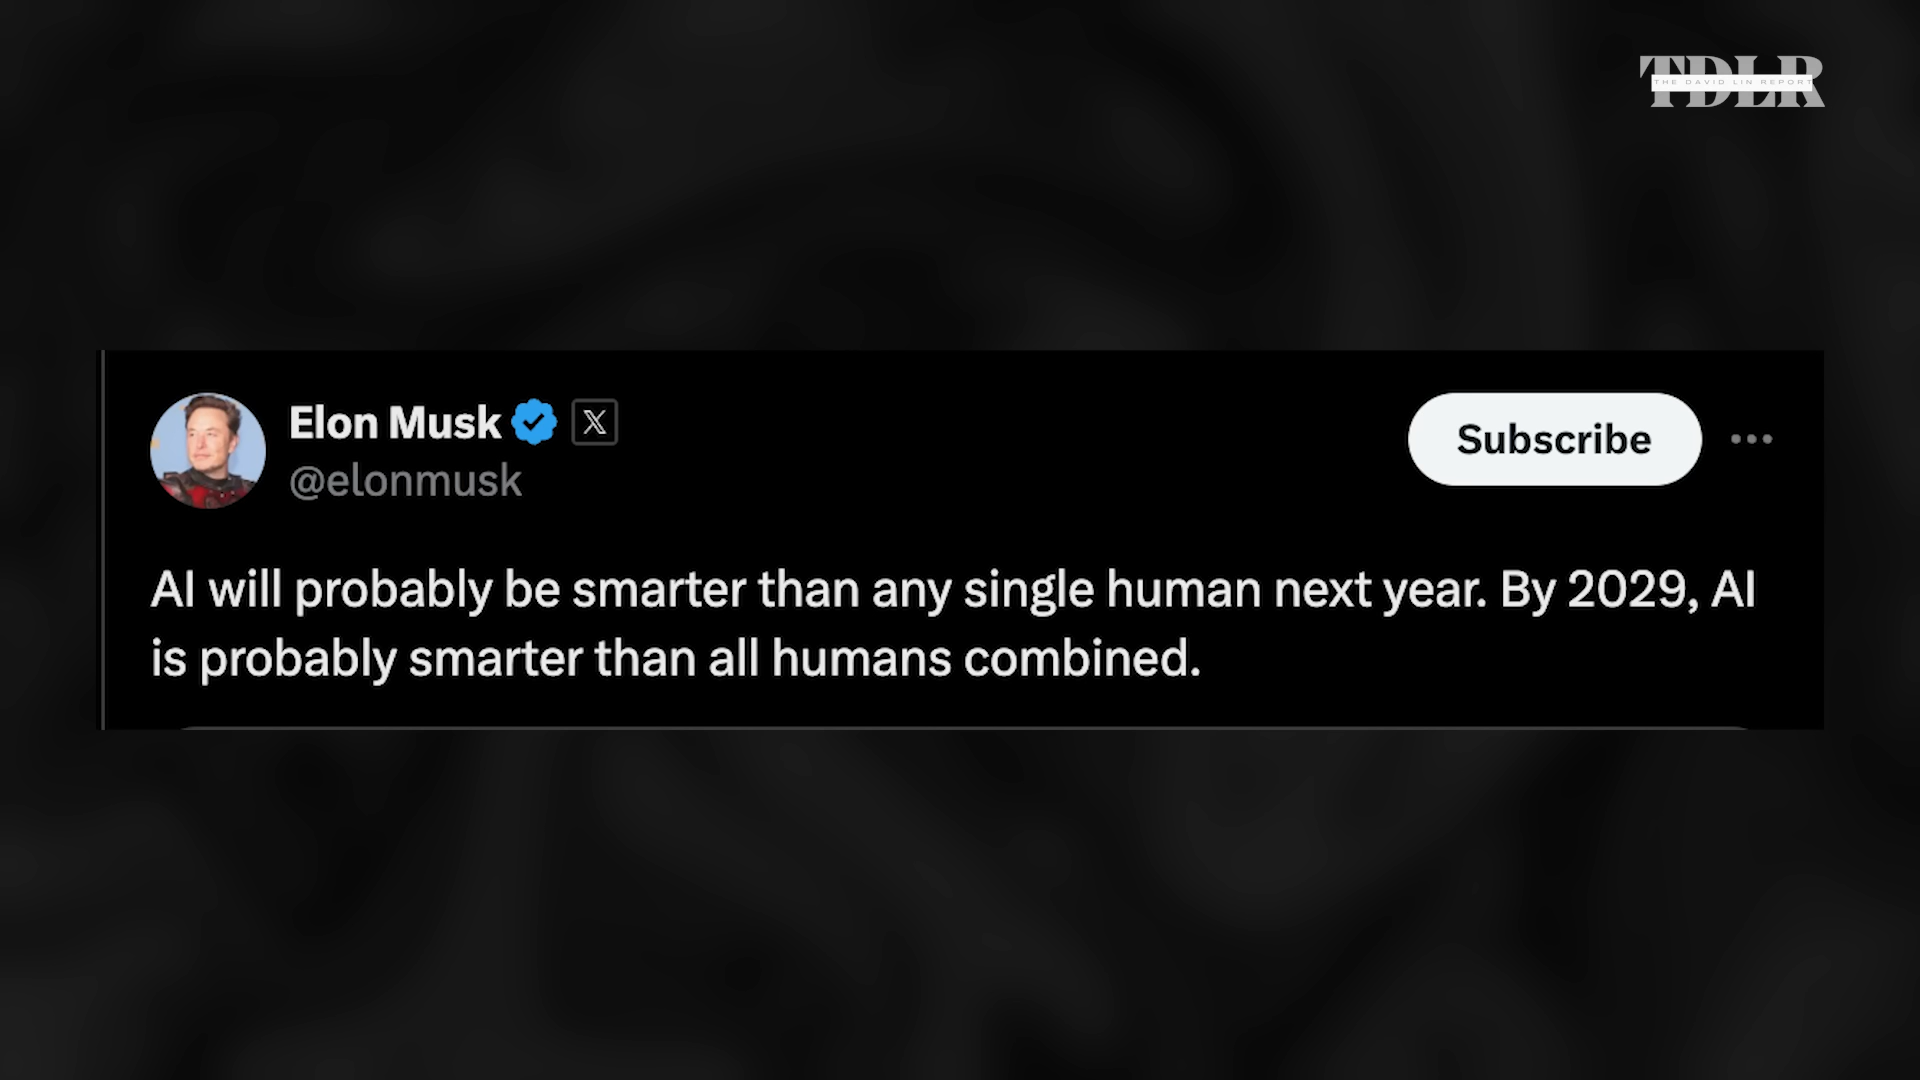 TDLR
THE DAVID LIN REPORT
Elon Musk
@elonmusk
Subscribe
AI will probably be smarter than any single human next year. By 2029, AI
is probably smarter than all humans combined.